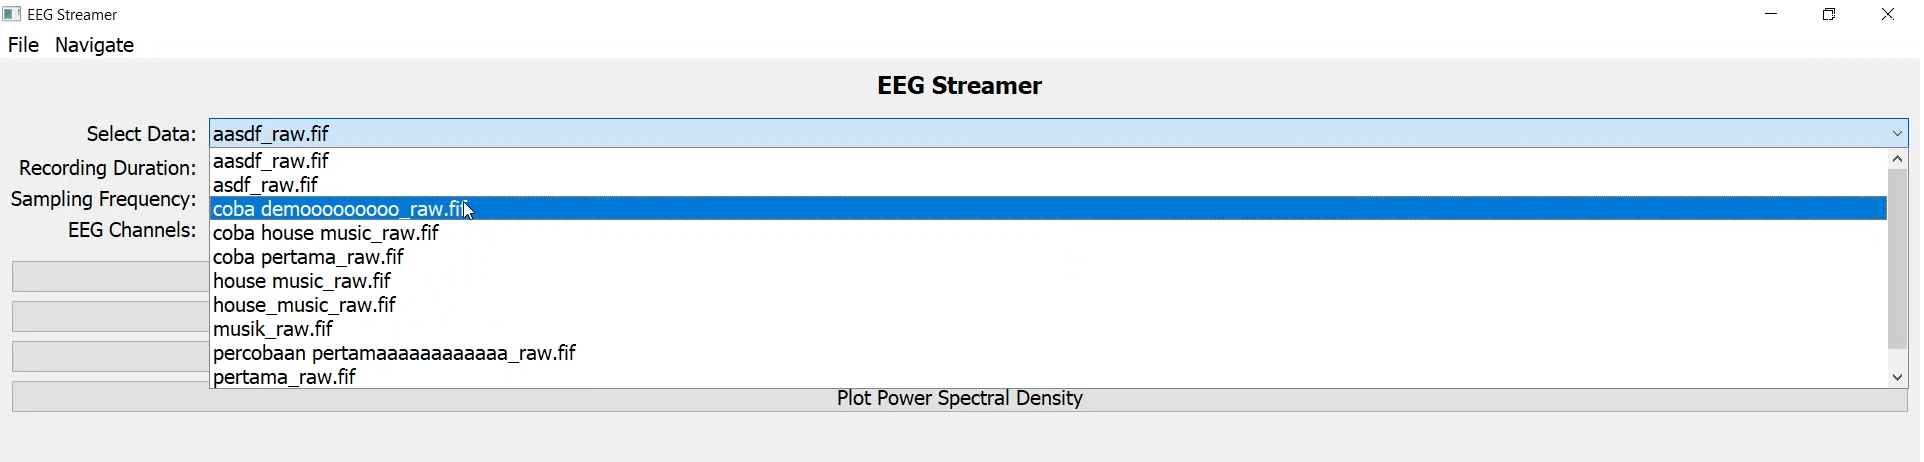 EEG Streamer
File Navigate
EEG Streamer
Select Data: aasdf_raw.fif
Recording Duration:
Sampling Frequency:
EEG Channels:
aasdf_raw.fif
asdf_raw.fif
coba demooooooooo_raw.fif
coba house music_raw.fif
coba pertama_raw.fif
house music_raw.fif
house_music_raw.fif
musik_raw.fif
percobaan pertamaaaaaaaaaaaa_raw.fif
pertama_raw.fif
Plot Power Spectral Density